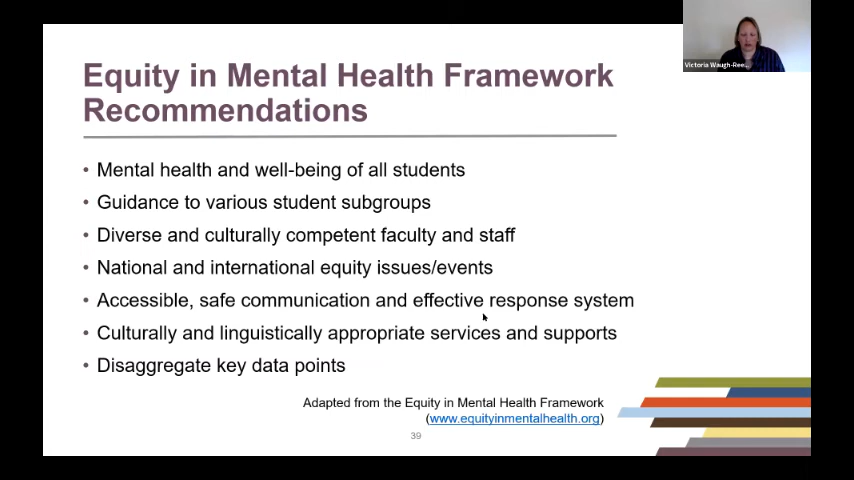 Equity in Mental Health Framework
Recommendations
• Mental health and well-being of all students
• Guidance to various student subgroups
• Diverse and culturally competent faculty and staff
• National and international equity issues/events
• Accessible, safe communication and effective response system
• Culturally and linguistically appropriate services and supports
• Disaggregate key data points
Adapted from the Equity in Mental Health Framework
(www.equityinmentalhealth.org)
39
Victoria Waugh-Ree...